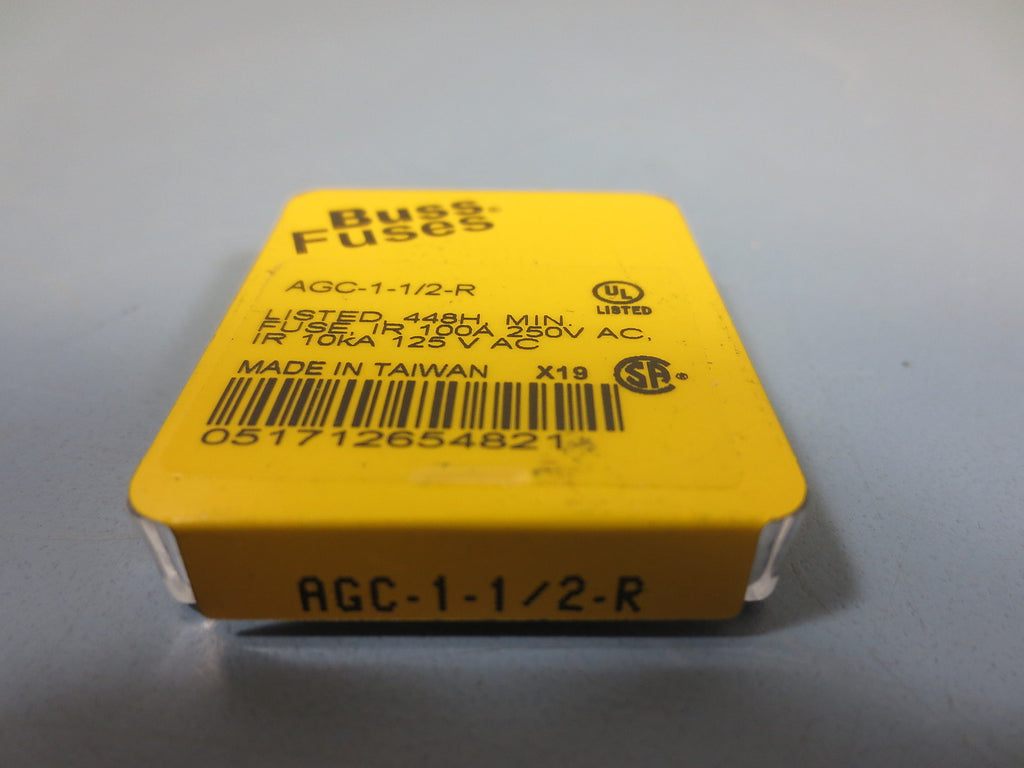 Buss®
Fuses
AGC-1-1/2-R
UL
LISTED
LISTED, 448H, MIN.
FUSE, IR 100A 250V AC,
IR 10kA 125 V AC
MADE IN TAIWAN X19
SA ®
051712654821
AGC-1-1/2-R